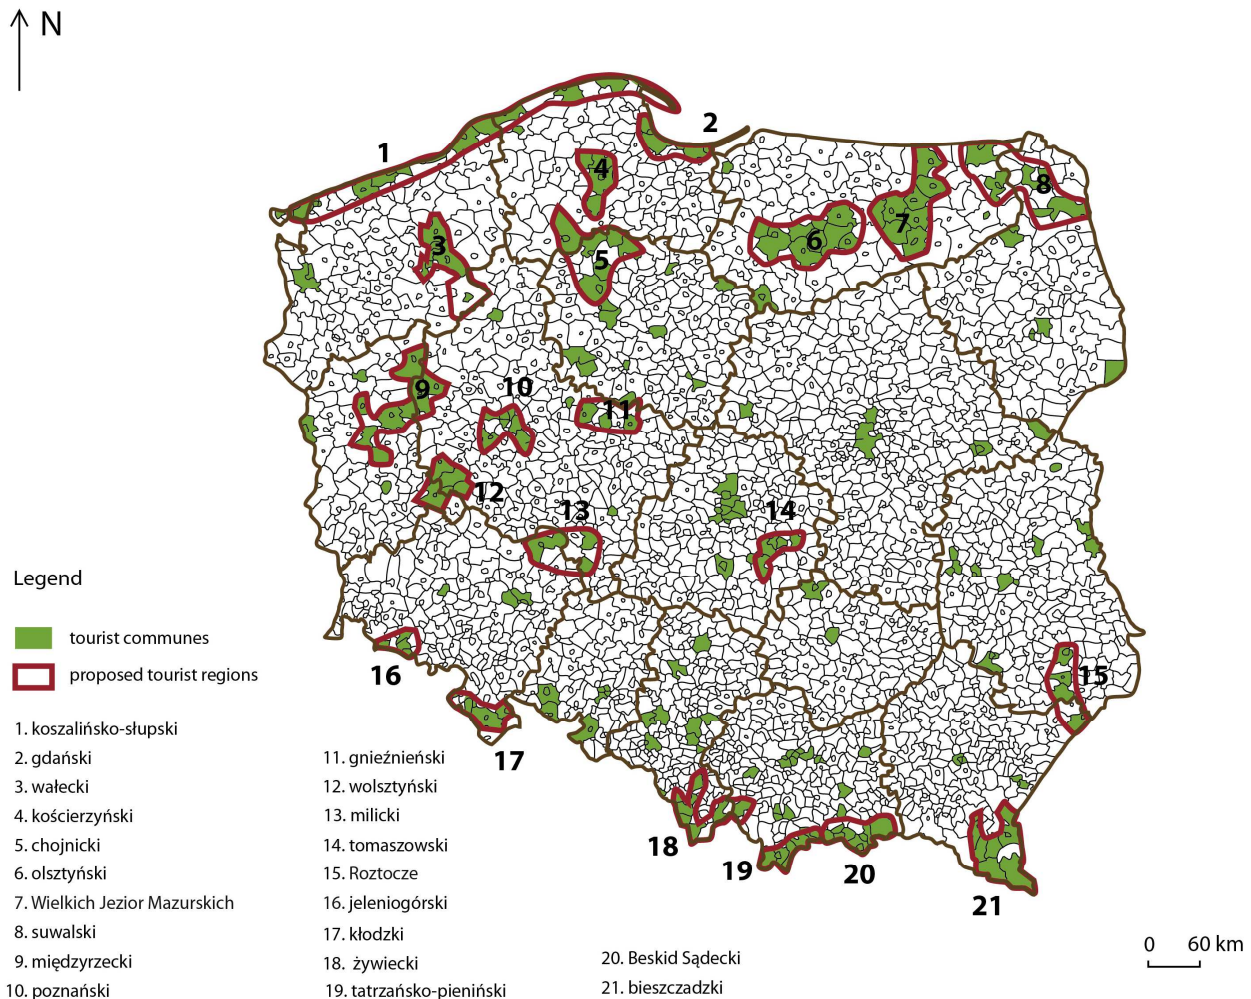 N
1
2
3
4
5
6
7
8
9
10
11
12
13
14
15
16
17
18
19
20
21
Legend
tourist communes
proposed tourist regions
1. koszalińsko-słupski
2. gdański
3. wałecki
4. kościerzyński
5. chojnicki
6. olsztyński
7. Wielkich Jezior Mazurskich
8. suwalski
9. międzyrzecki
10. poznański
11. gnieźnieński
12. wolsztyński
13. milicki
14. tomaszowski
15. Roztocze
16. jeleniogórski
17. kłodzki
18. żywiecki
19. tatrzańsko-pieniński
20. Beskid Sądecki
21. bieszczadzki
0 60 km